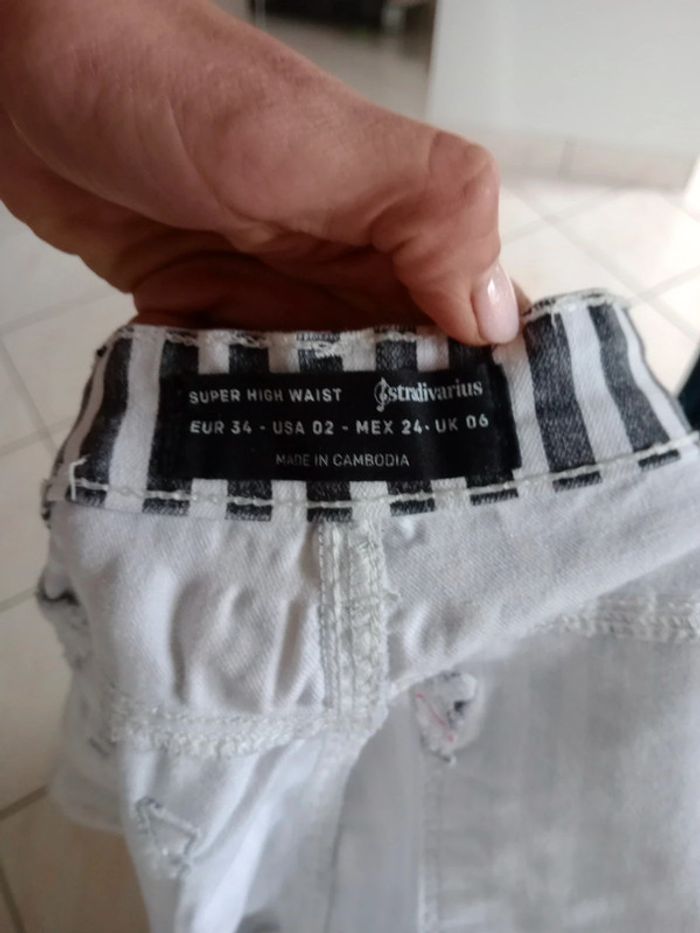 SUPER HIGH WAIST stradivarius
EUR 34 - USA 02 - MEX 24 - UK 06
MADE IN CAMBODIA